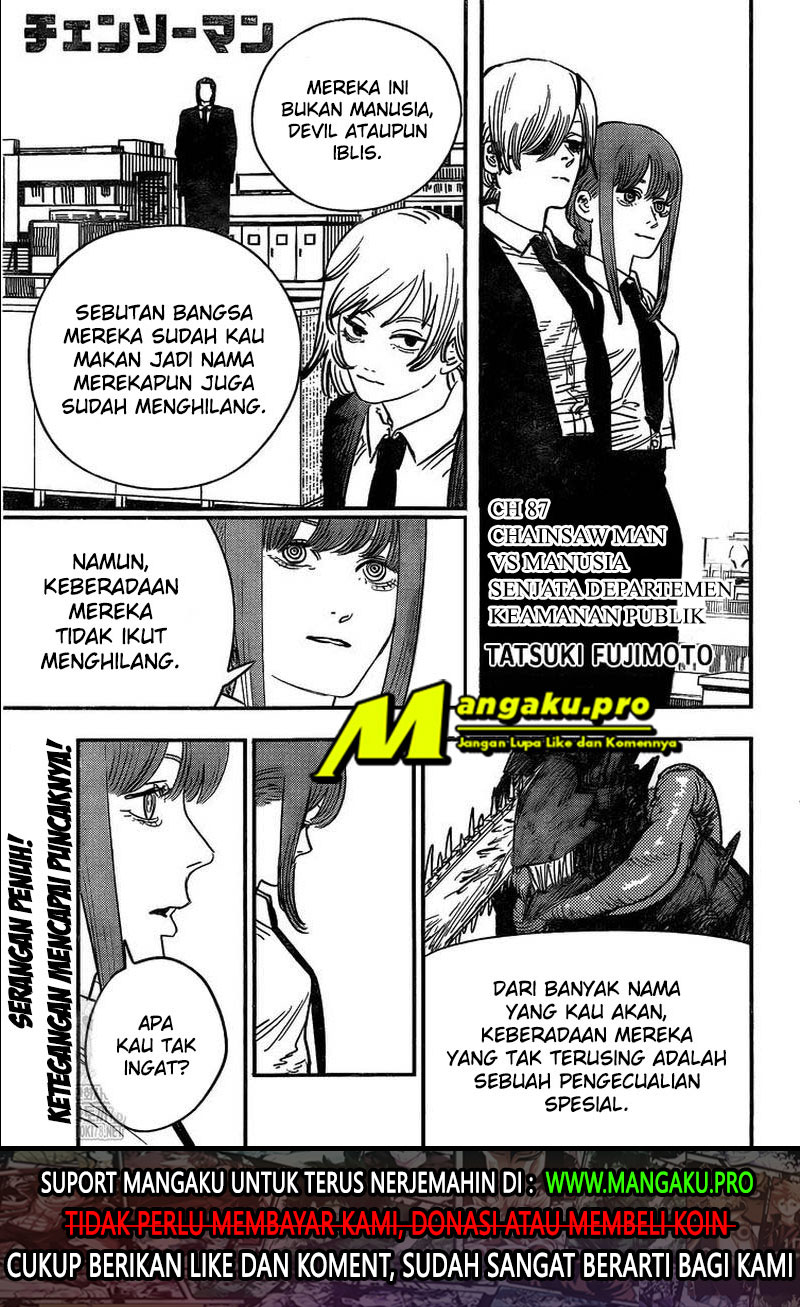 チェンソーマン
MEREKA INI
BUKAN MANUSIA,
DEVIL ATAUPUN
IBLIS.
SEBUTAN BANGSA
MEREKA SUDAH KAU
MAKAN JADI NAMA
MEREKAPUN JUGA
SUDAH MENGHILANG.
CH 87
CHAINSAW MAN
VS MANUSIA
SENJATA DEPARTEMEN
KEAMANAN PUBLIK
TATSUKI FUJIMOTO
NAMUN,
KEBERADAAN
MEREKA
TIDAK IKUT
MENGHILANG.
Mangaku.pro
Jangan Lupa Like dan Komennya
DARI BANYAK NAMA
YANG KAU AKAN,
KEBERADAAN MEREKA
YANG TAK TERUSING ADALAH
SEBUAH PENGECUALIAN
SPESIAL.
APA
KAU TAK
INGAT?
SERANGAN PENUH!
KETEGANGAN MENCAPAI PUNCAKNYA!
SUPORT MANGAKU UNTUK TERUS NERJEMAHIN DI : WWW.MANGAKU.PRO
TIDAK PERLU MEMBAYAR KAMI, DONASI ATAU MEMBELI KOIN
CUKUP BERIKAN LIKE DAN KOMENT, SUDAH SANGAT BERARTI BAGI KAMI